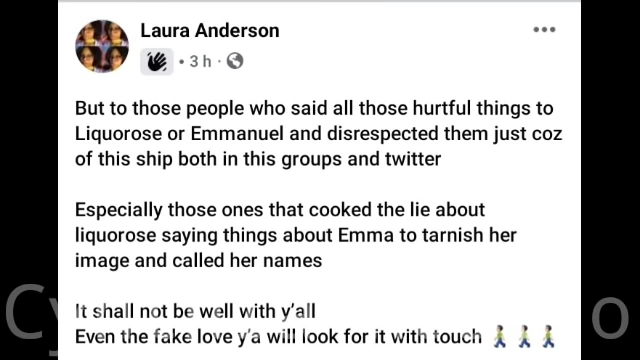 Laura Anderson
3 h
But to those people who said all those hurtful things to
Liquorose or Emmanuel and disrespected them just coz
of this ship both in this groups and twitter
Especially those ones that cooked the lie about
liquorose saying things about Emma to tarnish her
image and called her names
It shall not be well with y'all
Even the fake love y'a will look for it with touch